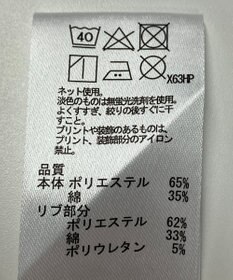 40
X63HP
ネット使用。
淡色のものは無蛍光洗剤を使用。
よくすすぎ、絞りの後すぐに干
すこと。
プリントや装飾のあるものは、
プリント、装飾部分のアイロン
禁止。
品質
本体 ポリエステル 65%
綿 35%
リブ部分
ポリエステル 62%
綿 33%
ポリウレタン 5%